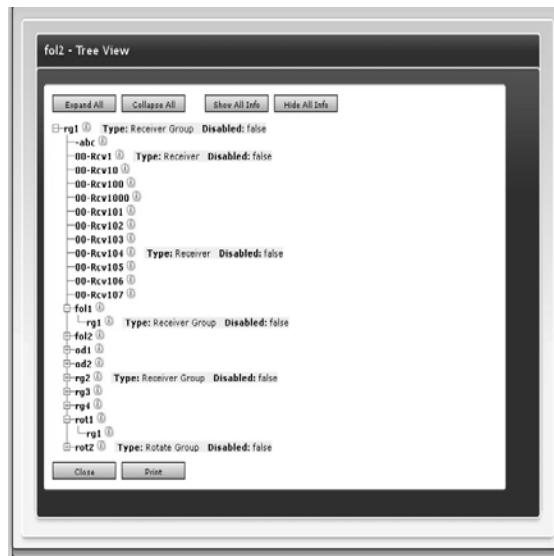 fol2 - Tree View
Expand All Collapse All Show All Info Hide All Info
rg1 Type: Receiver Group Disabled: false
-abc
00-Rcv1 Type: Receiver Disabled: false
00-Rcv10
00-Rcv100
00-Rcv1000
00-Rcv101
00-Rcv102
00-Rcv103
00-Rcv104 Type: Receiver Disabled: false
00-Rcv105
00-Rcv106
00-Rcv107
fol1
rg1 Type: Receiver Group Disabled: false
fol2
od1
od2
rg2 Type: Receiver Group Disabled: false
rg3
rg4
rot1
rg1
rot2 Type: Rotate Group Disabled: false
Close Print